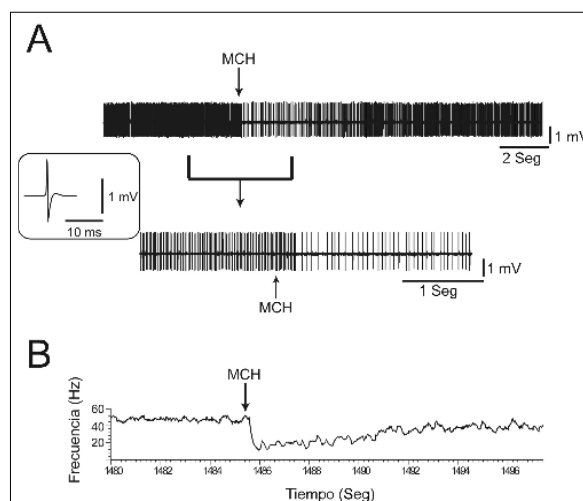 A
MCH
1 mV
2 Seg
1 mV
10 ms
1 mV
1 Seg
MCH
B
MCH
Frecuencia (Hz)
60
40
20
1480 1482 1484 1486 1488 1490 1492 1494 1496
Tiempo (Seg)